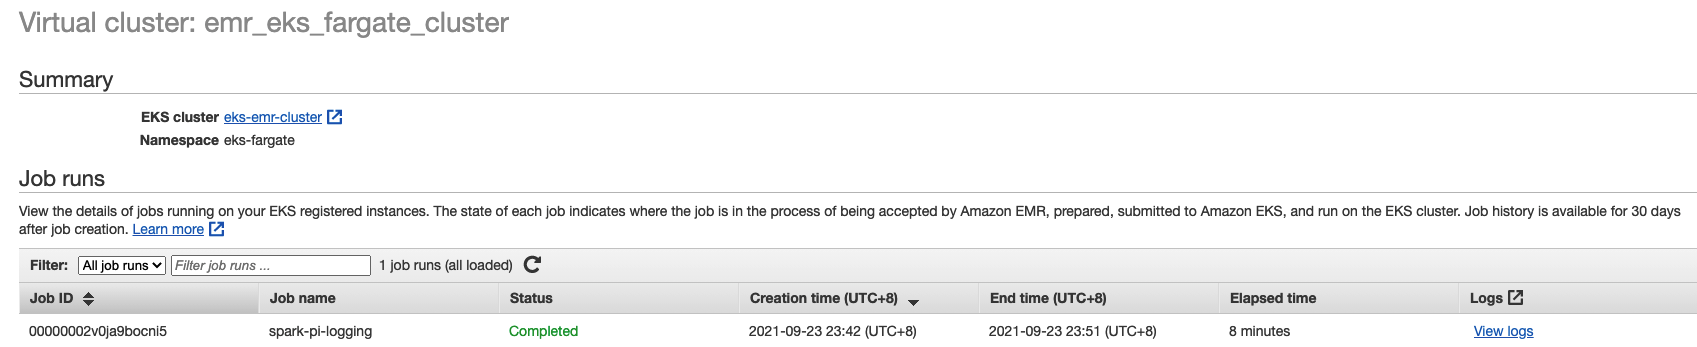 Virtual cluster: emr_eks_fargate_cluster
Summary
EKS cluster eks-emr-cluster
Namespace eks-fargate
Job runs
View the details of jobs running on your EKS registered instances. The state of each job indicates where the job is in the process of being accepted by Amazon EMR, prepared, submitted to Amazon EKS, and run on the EKS cluster. Job history is available for 30 days
after job creation. Learn more
Filter: All job runs Filter job runs ... 1 job runs (all loaded)
Job ID Job name Status Creation time (UTC+8) End time (UTC+8) Elapsed time Logs
00000002v0ja9bocni5 spark-pi-logging Completed 2021-09-23 23:42 (UTC+8) 2021-09-23 23:51 (UTC+8) 8 minutes View logs